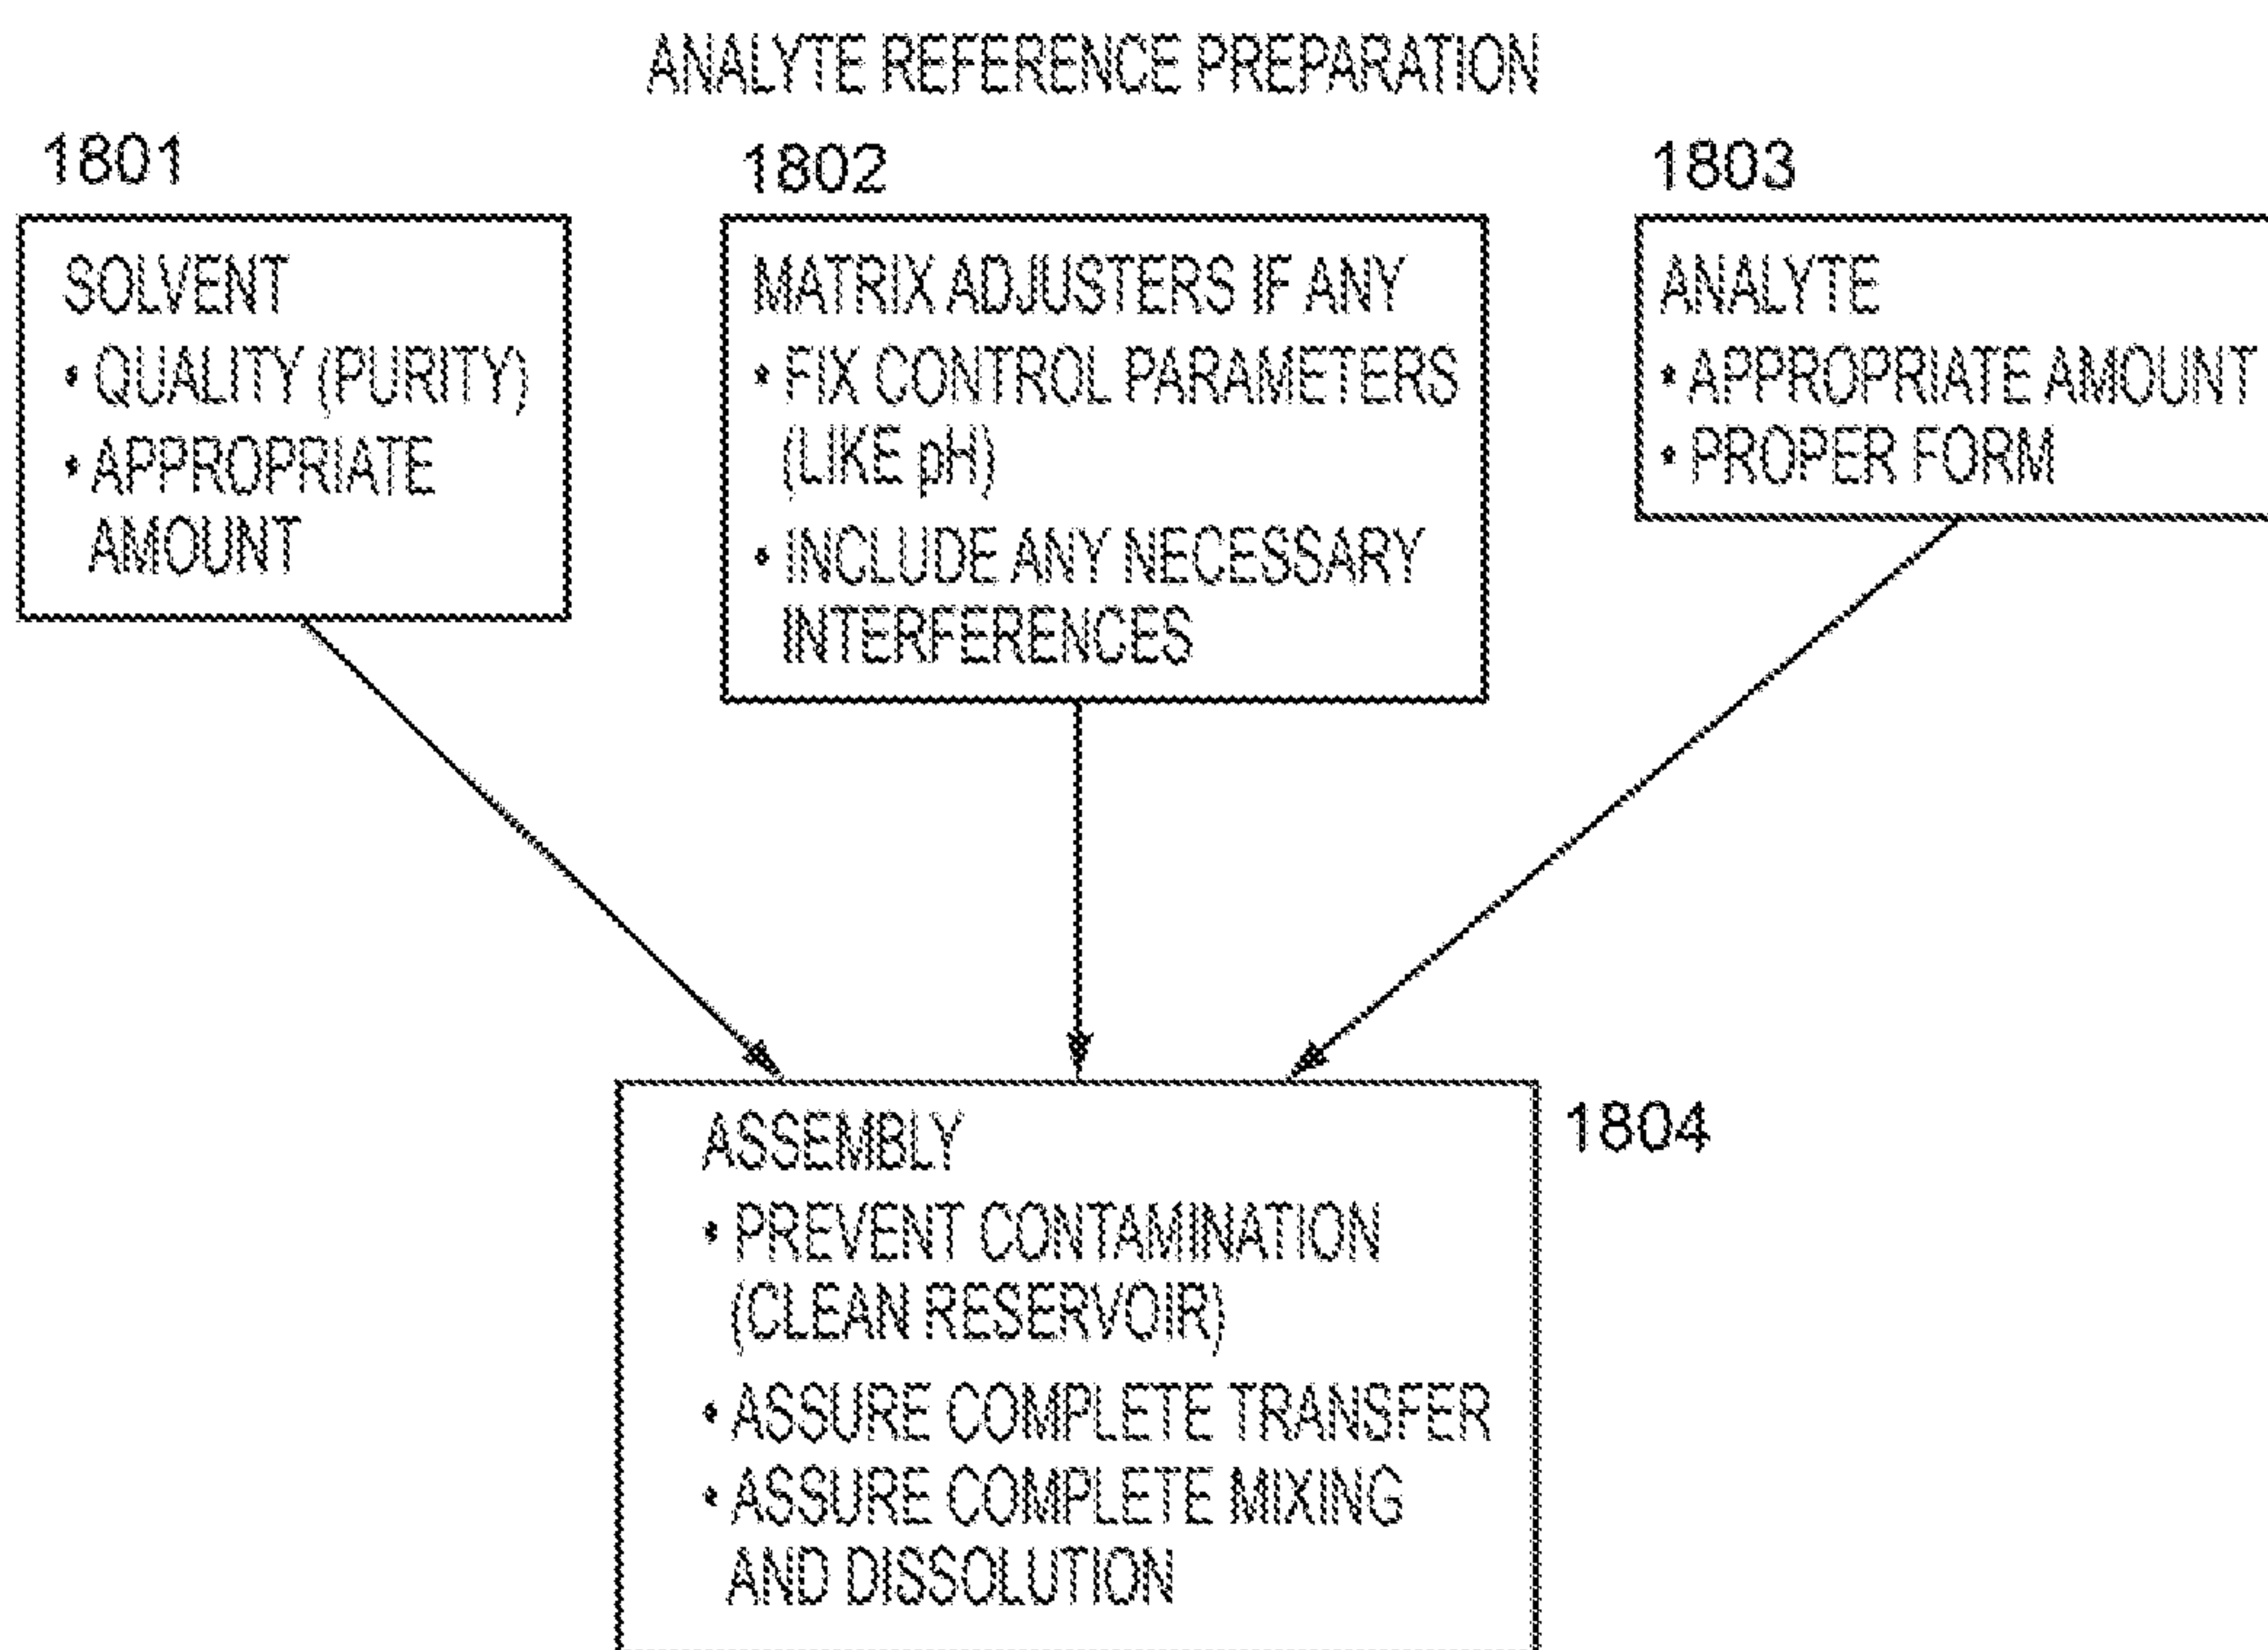 ANALYTE REFERENCE PREPARATION
1801
SOLVENT
• QUALITY (PURITY)
• APPROPRIATE
AMOUNT
1802
MATRIX ADJUSTERS IF ANY
• FIX CONTROL PARAMETERS
(LIKE pH)
• INCLUDE ANY NECESSARY
INTERFERENCES
1803
ANALYTE
• APPROPRIATE AMOUNT
• PROPER FORM
1804
ASSEMBLY
• PREVENT CONTAMINATION
(CLEAN RESERVOIR)
• ASSURE COMPLETE TRANSFER
• ASSURE COMPLETE MIXING
AND DISSOLUTION